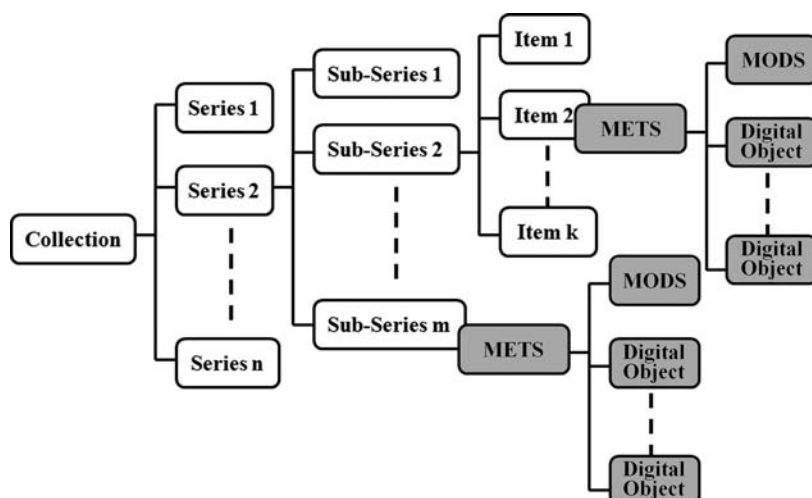 Collection
Series 1
Series 2
Series n
Sub-Series 1
Sub-Series 2
Sub-Series m
Item 1
Item 2
Item k
METS
MODS
Digital
Object
Digital
Object
METS
MODS
Digital
Object
Digital
Object